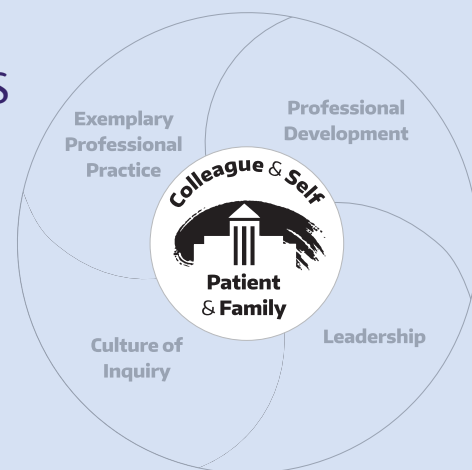 s
Exemplary
Professional
Practice
Professional
Development
Colleague & Self
Patient
& Family
Culture of
Inquiry
Leadership